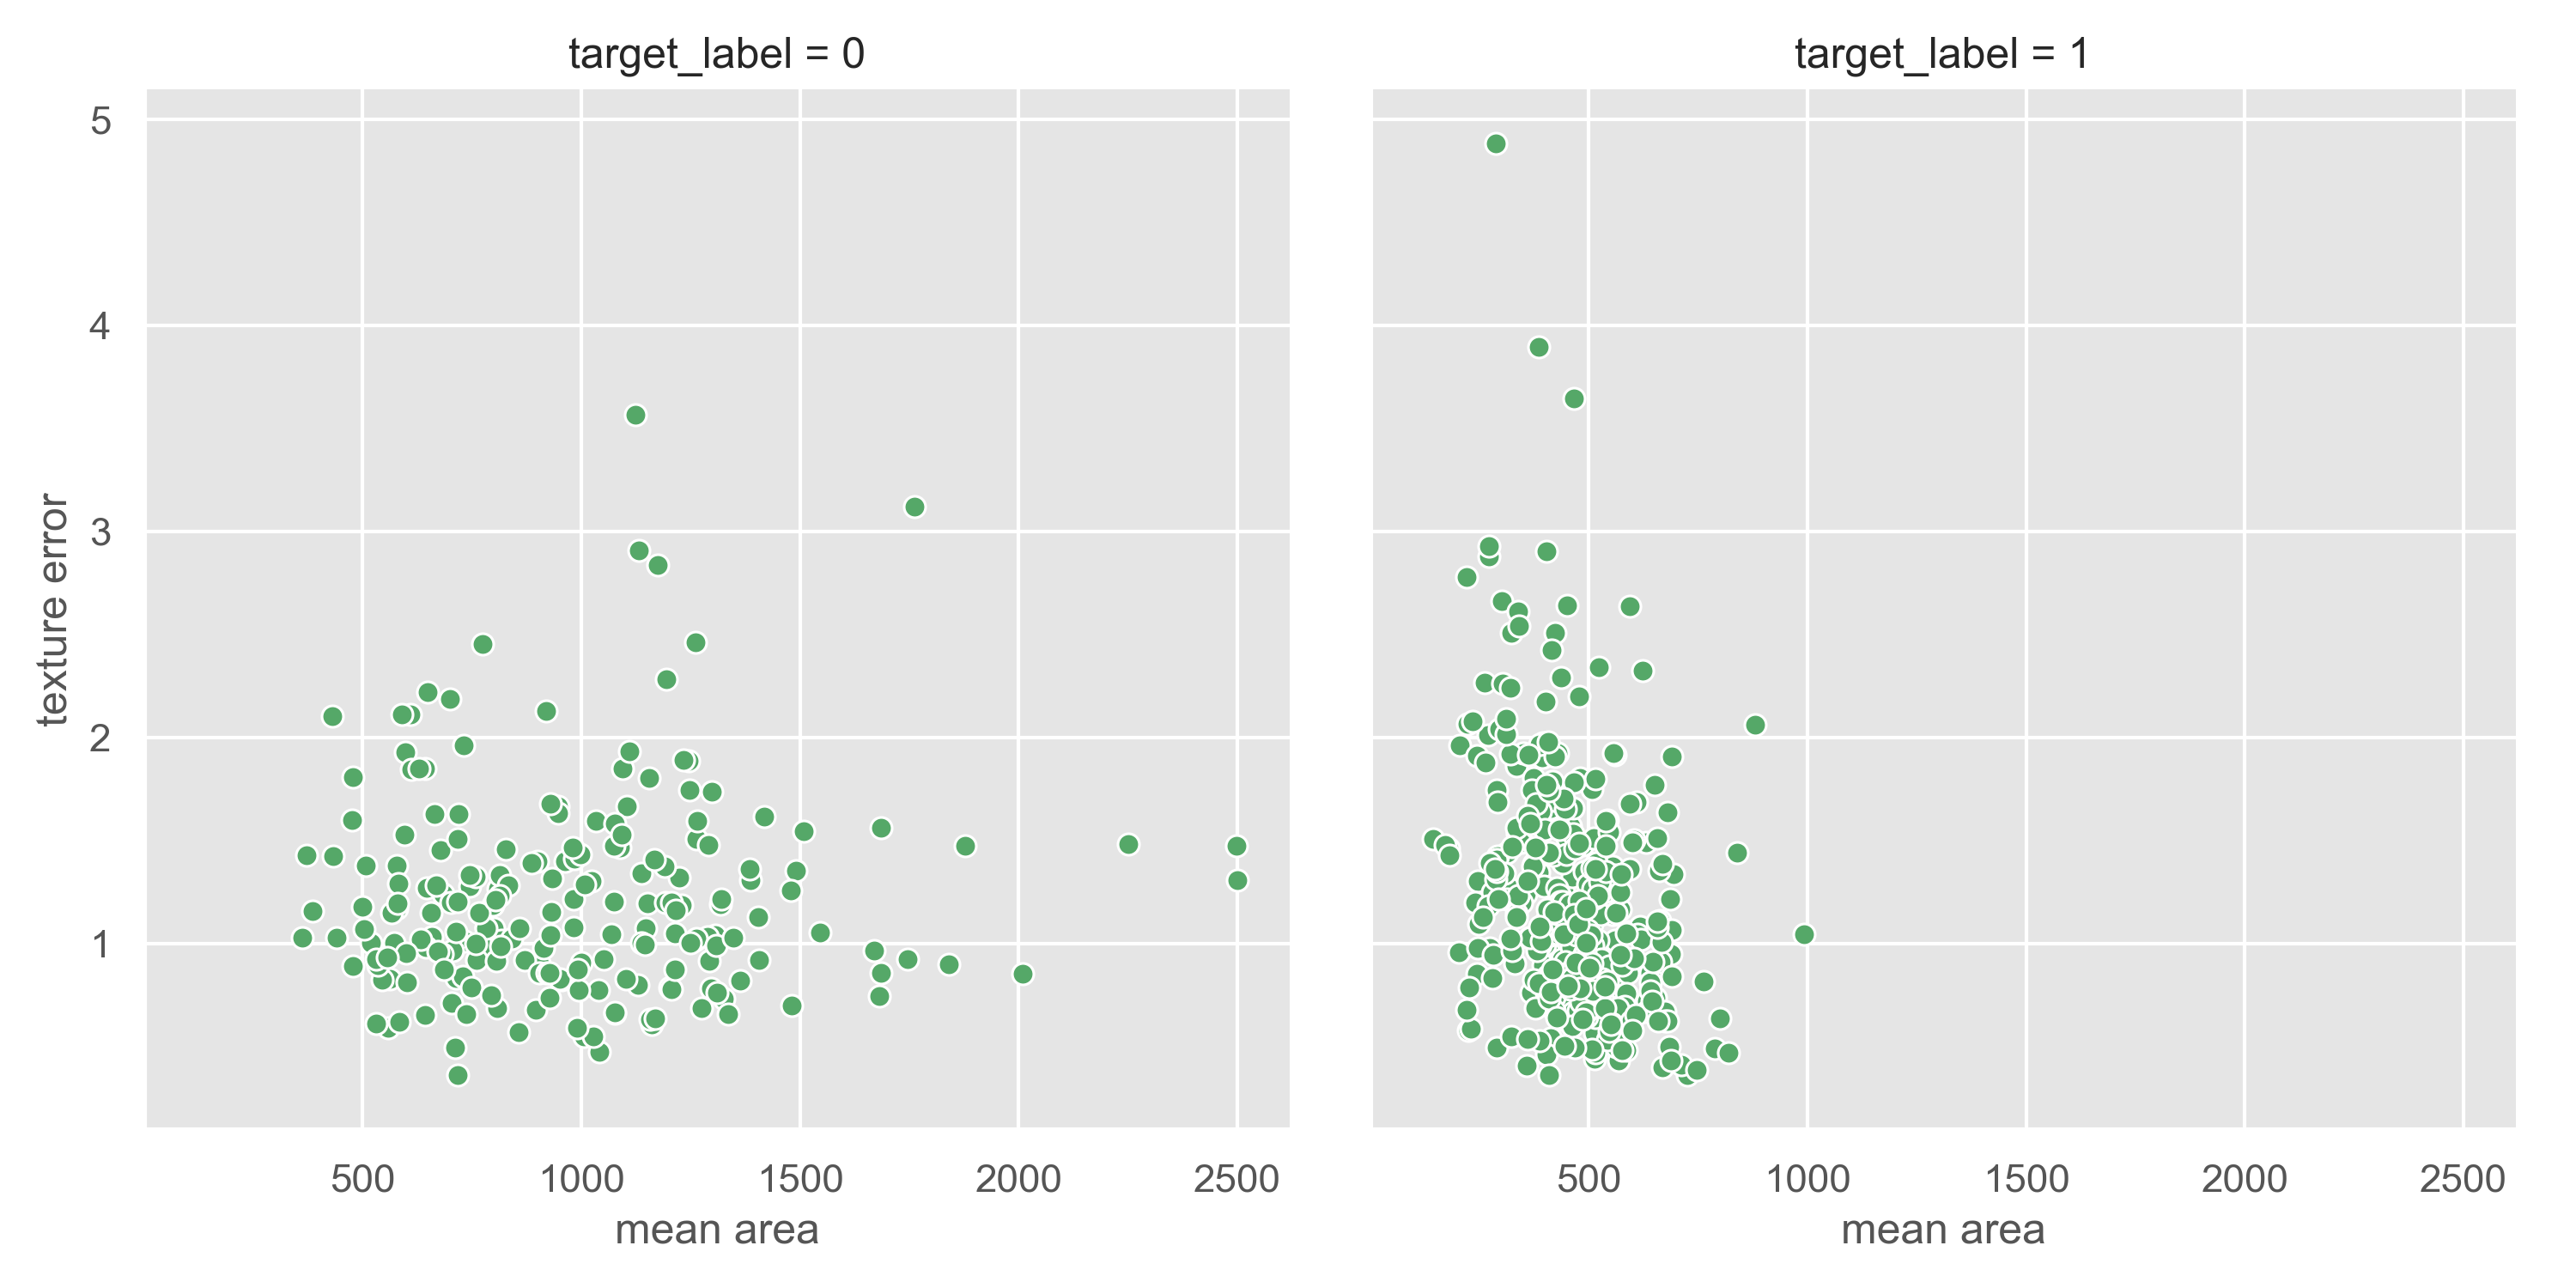 target_label = 0
target_label = 1
5
4
3
2
1
texture error
500 1000 1500 2000 2500
500 1000 1500 2000 2500
mean area
mean area